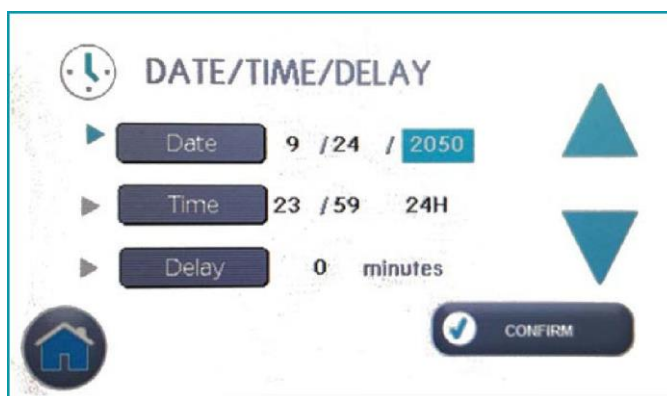 DATE/TIME/DELAY
Date 9 /24 / 2050
Time 23 /59 24H
Delay 0 minutes
CONFIRM